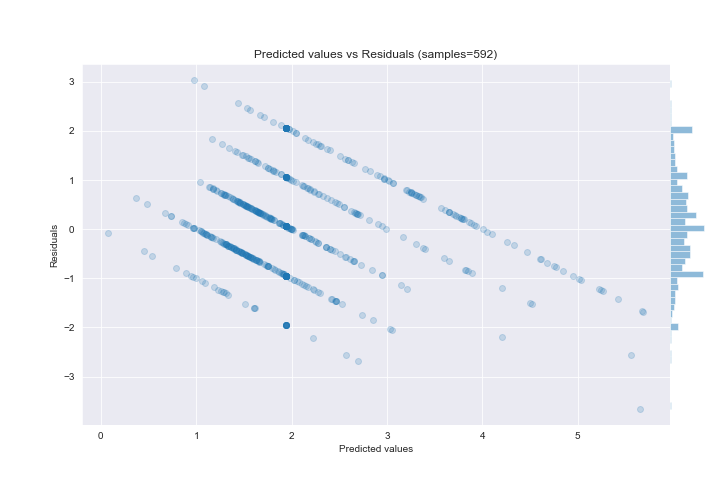 Predicted values vs Residuals (samples=592)
3
2
1
0
−1
−2
−3
Residuals
0 1 2 3 4 5
Predicted values